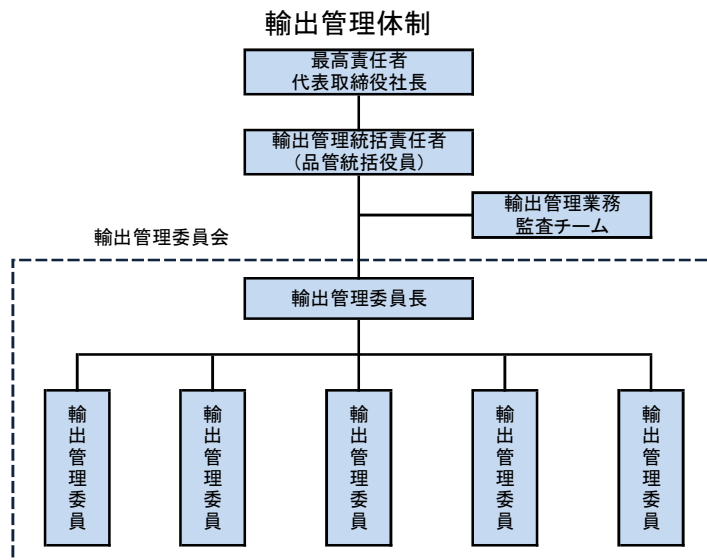 輸出管理体制
最高責任者
代表取締役社長
輸出管理統括責任者
(品管統括役員)
輸出管理業務
監査チーム
輸出管理委員会
輸出管理委員長
輸出管理委員
輸出管理委員
輸出管理委員
輸出管理委員
輸出管理委員